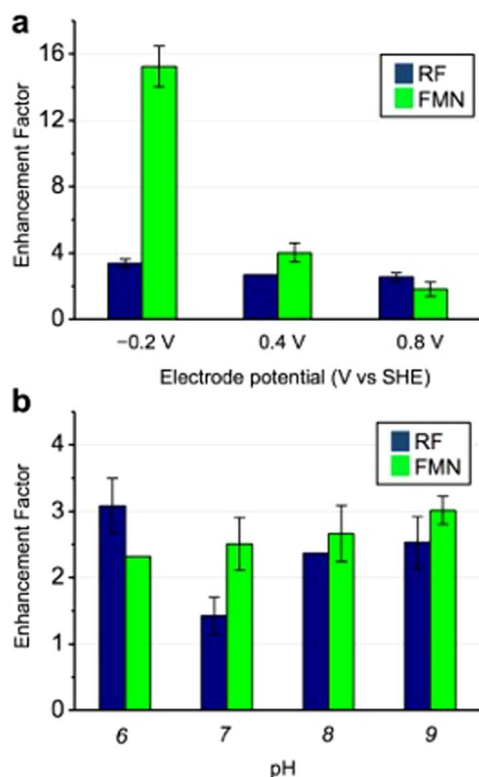 a
16
12
8
4
0
Enhancement Factor
RF
FMN
−0.2 V 0.4 V 0.8 V
Electrode potential (V vs SHE)
b
4
3
2
1
0
Enhancement Factor
RF
FMN
6 7 8 9
pH